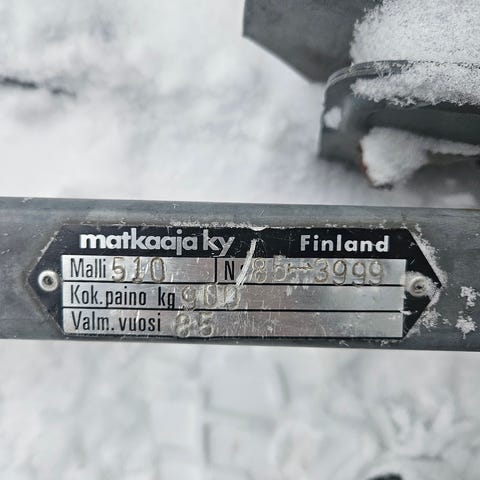 matkaaja ky Finland
Malli 510 N 85-3999
Kok.paino kg 900
Valm.vuosi 85